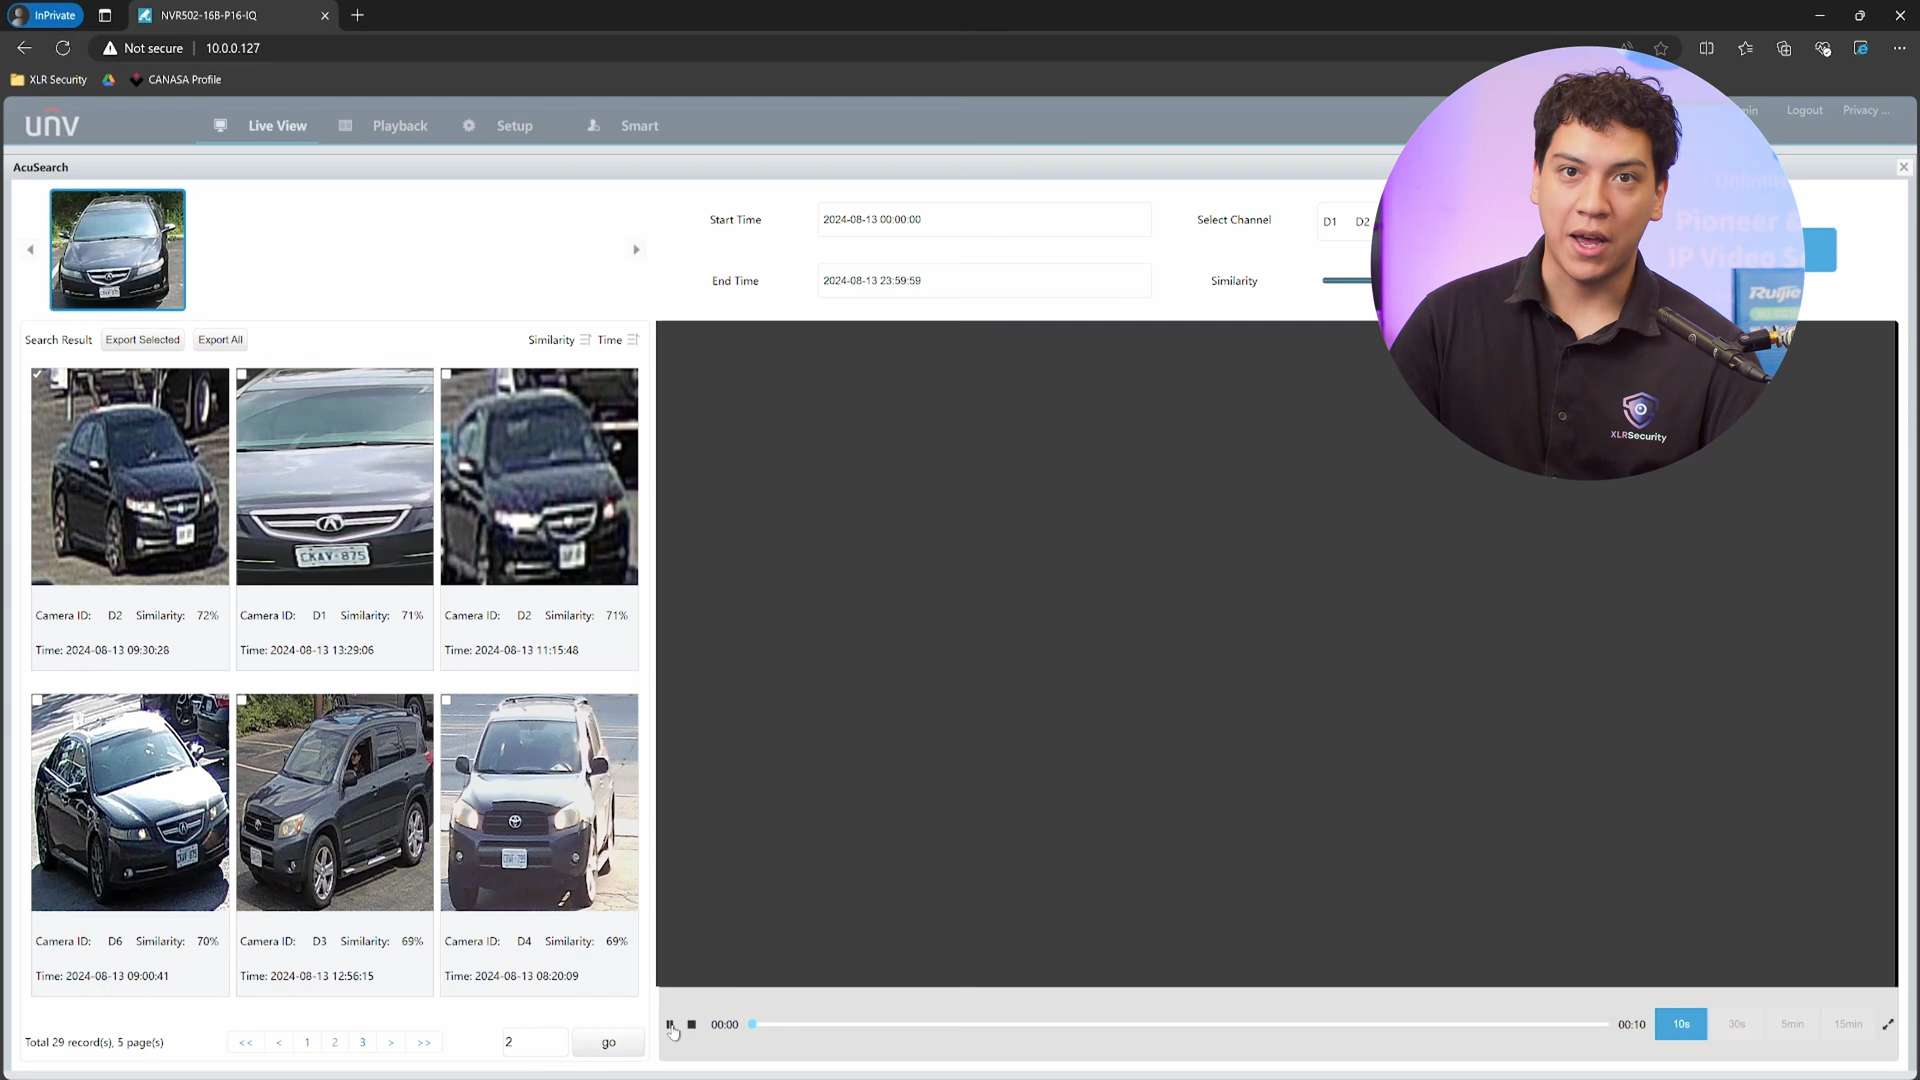 InPrivate
NVR502-16B-P16-IQ
Not secure
10.0.0.127
XLR Security
CANASA Profile
unv
Live View
Playback
Setup
Smart
Logout
Privacy ...
AcuSearch
Start Time
2024-08-13 00:00:00
Select Channel
D1
D2
End Time
2024-08-13 23:59:59
Similarity
Pioneer &
IP Video S
Ruijie
XLRSecurity
Search Result
Export Selected
Export All
Similarity
Time
CKAV·875
Camera ID: D2 Similarity: 72%
Time: 2024-08-13 09:30:28
Camera ID: D1 Similarity: 71%
Time: 2024-08-13 13:29:06
Camera ID: D2 Similarity: 71%
Time: 2024-08-13 11:15:48
Camera ID: D6 Similarity: 70%
Time: 2024-08-13 09:00:41
Camera ID: D3 Similarity: 69%
Time: 2024-08-13 12:56:15
Camera ID: D4 Similarity: 69%
Time: 2024-08-13 08:20:09
Total 29 record(s), 5 page(s)
<< < 1 2 3 > >>
2
go
00:00
00:10
10s
30s
5min
15min